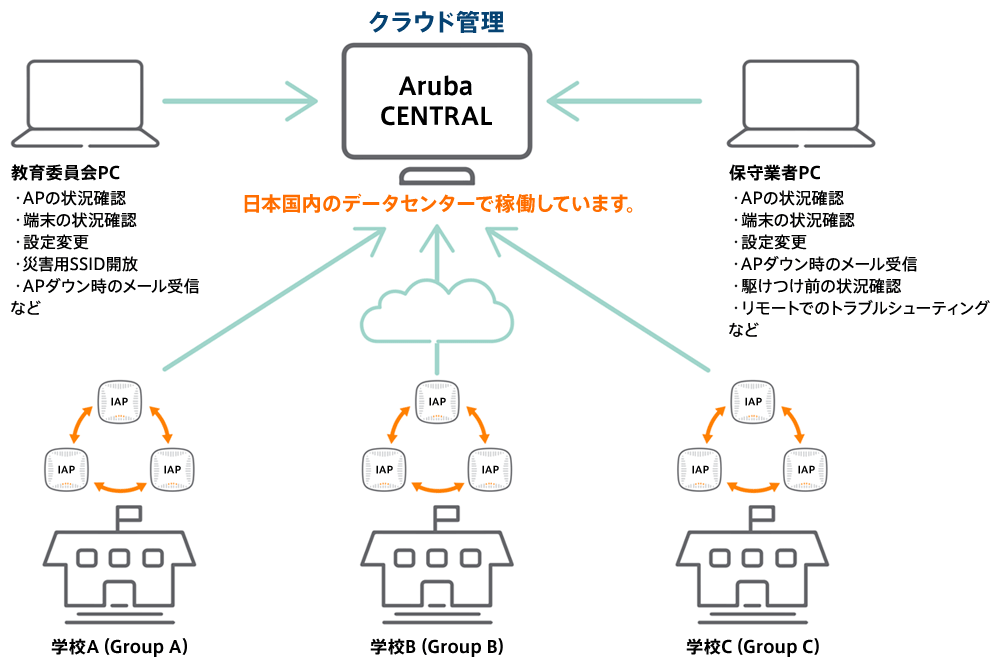 クラウド管理
Aruba
CENTRAL
日本国内のデータセンターで稼働しています。
教育委員会PC
・APの状況確認
・端末の状況確認
・設定変更
・災害用SSID開放
・APダウン時のメール受信
など
保守業者PC
・APの状況確認
・端末の状況確認
・設定変更
・APダウン時のメール受信
・駆けつけ前の状況確認
・リモートでのトラブルシューティング
など
IAP
IAP
IAP
学校A（Group A）
IAP
IAP
IAP
学校B（Group B）
IAP
IAP
IAP
学校C（Group C）